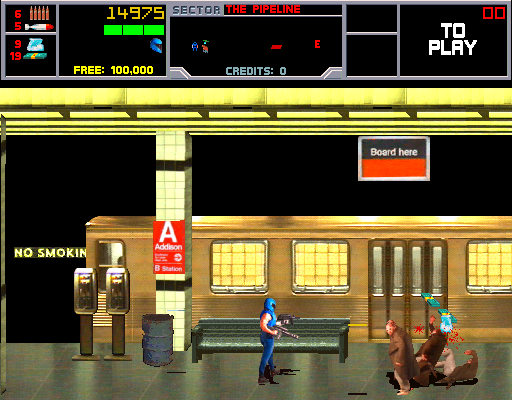 6
14975
SECTOR THE PIPELINE
00
5
TO
PLAY
9
E
19
FREE: 100,000
CREDITS: 0
Board here
A
Addison
B Station
NO SMOKIN